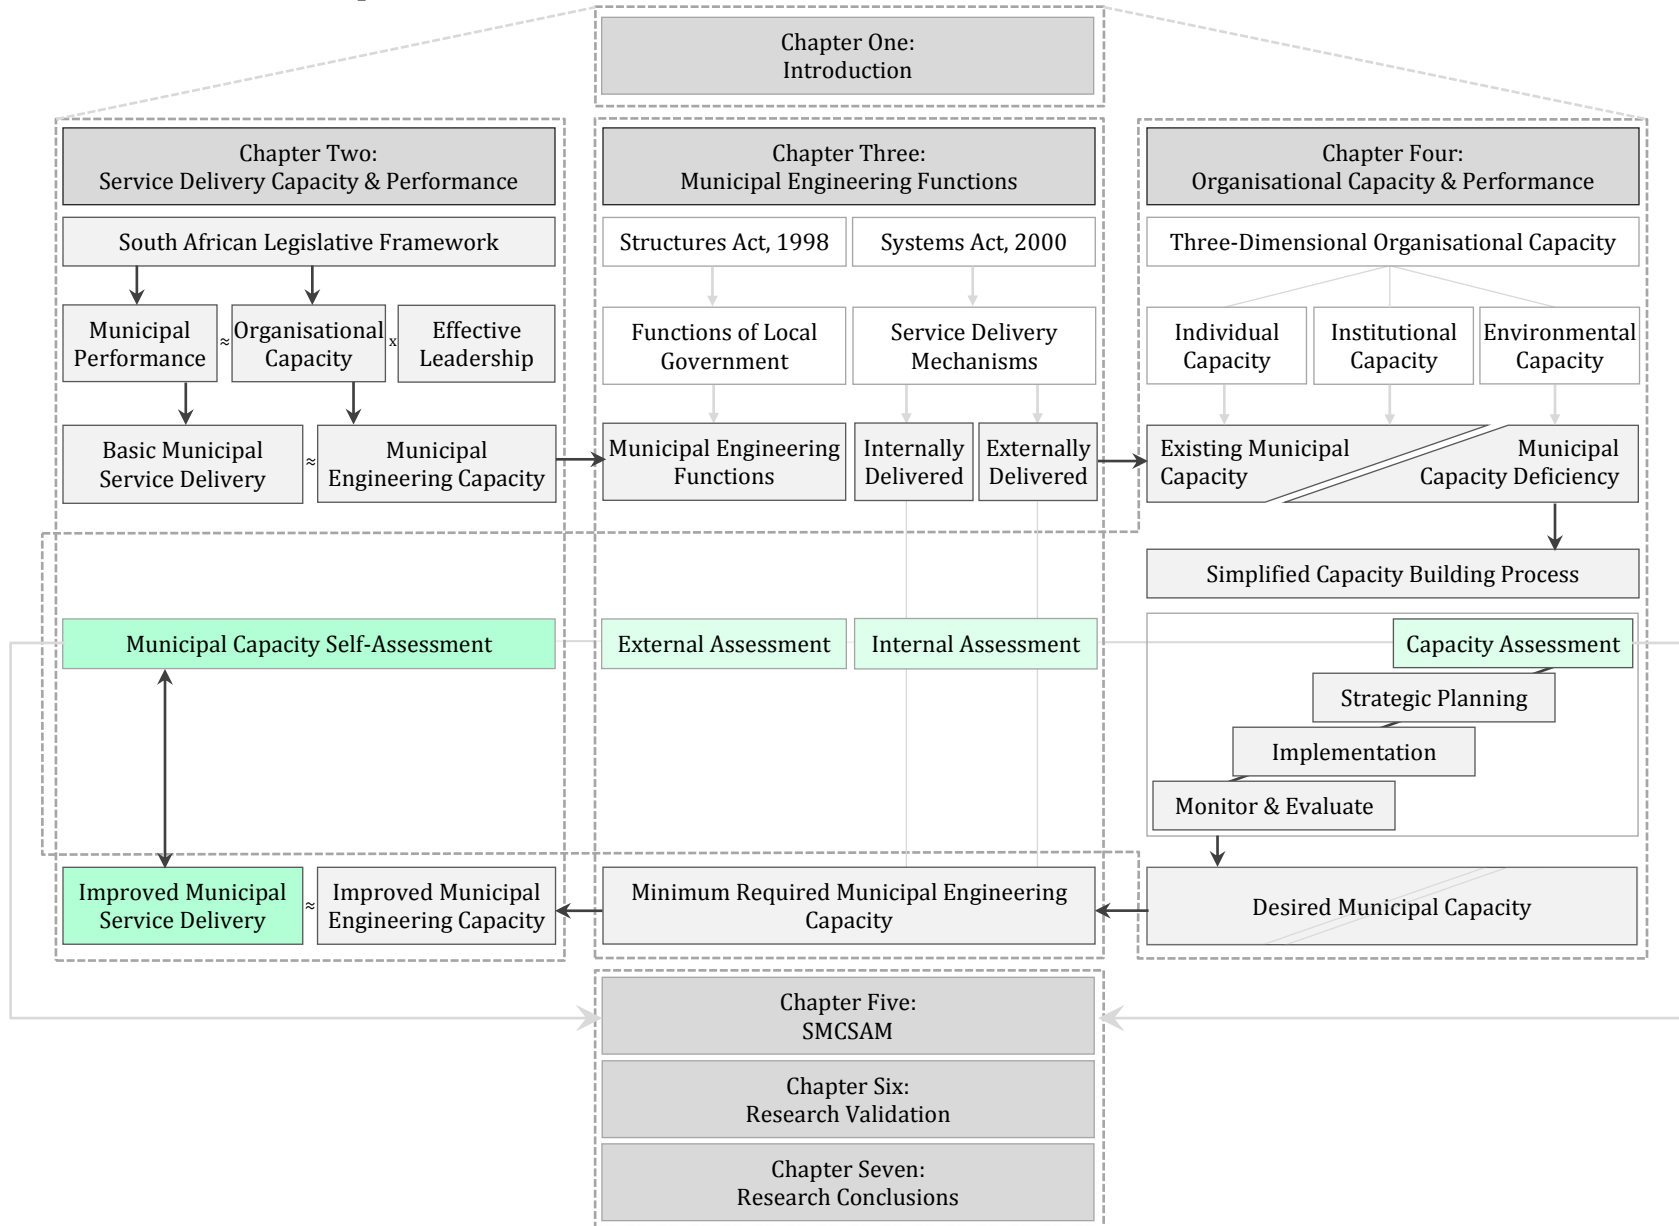 Chapter One:
Introduction
Chapter Two:
Service Delivery Capacity & Performance
South African Legislative Framework
Municipal
Performance
≈
Organisational
Capacity
x
Effective
Leadership
Basic Municipal
Service Delivery
≈
Municipal
Engineering Capacity
Chapter Three:
Municipal Engineering Functions
Structures Act, 1998
Systems Act, 2000
Functions of Local
Government
Service Delivery
Mechanisms
Municipal Engineering
Functions
Internally
Delivered
Externally
Delivered
Chapter Four:
Organisational Capacity & Performance
Three-Dimensional Organisational Capacity
Individual
Capacity
Institutional
Capacity
Environmental
Capacity
Existing Municipal
Capacity
Municipal
Capacity Deficiency
Simplified Capacity Building Process
Municipal Capacity Self-Assessment
External Assessment
Internal Assessment
Capacity Assessment
Strategic Planning
Implementation
Monitor & Evaluate
Improved Municipal
Service Delivery
≈
Improved Municipal
Engineering Capacity
Minimum Required Municipal Engineering
Capacity
Desired Municipal Capacity
Chapter Five:
SMCSAM
Chapter Six:
Research Validation
Chapter Seven:
Research Conclusions